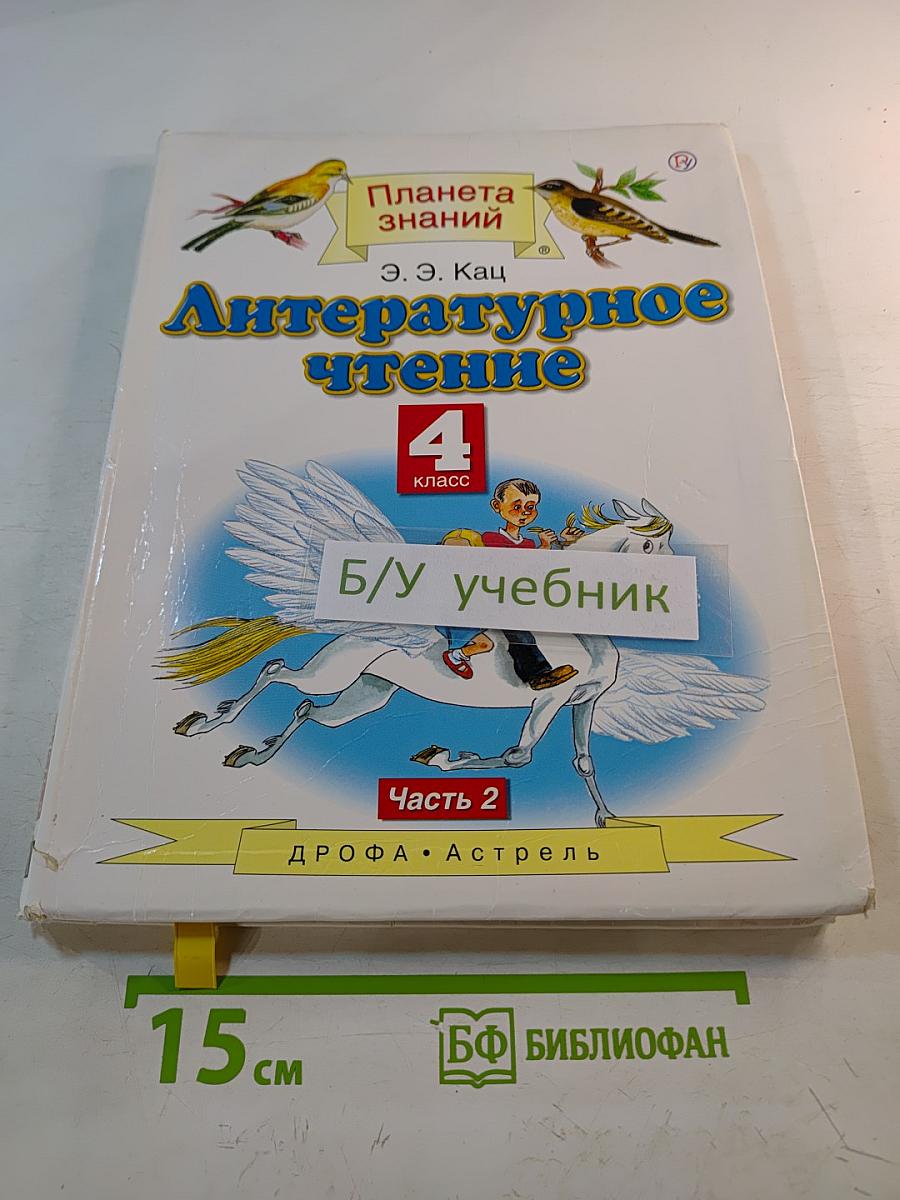 Планета
знаний
®
Э. Э. Кац
Литературное
чтение
4
класс
Б/У учебник
Часть 2
ДРОФА • Астрель
15 см
БФ БИБЛИОФАН